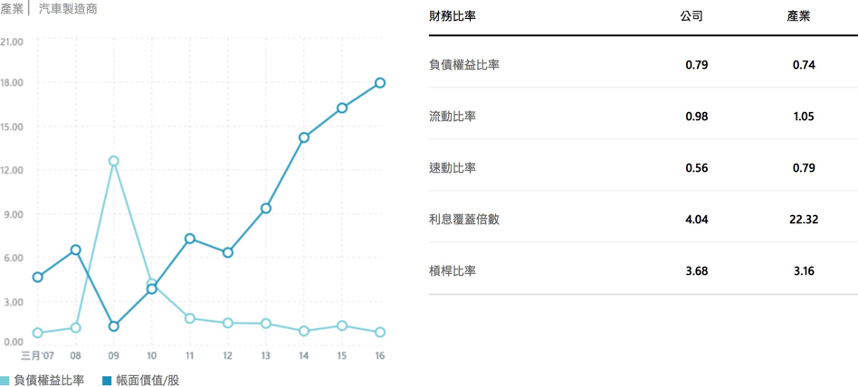 產業 | 汽車製造商
21.00
18.00
15.00
12.00
9.00
6.00
3.00
0.00
三月'07 08 09 10 11 12 13 14 15 16
負債權益比率 帳面價值/股
財務比率 公司 產業
負債權益比率 0.79 0.74
流動比率 0.98 1.05
速動比率 0.56 0.79
利息覆蓋倍數 4.04 22.32
槓桿比率 3.68 3.16